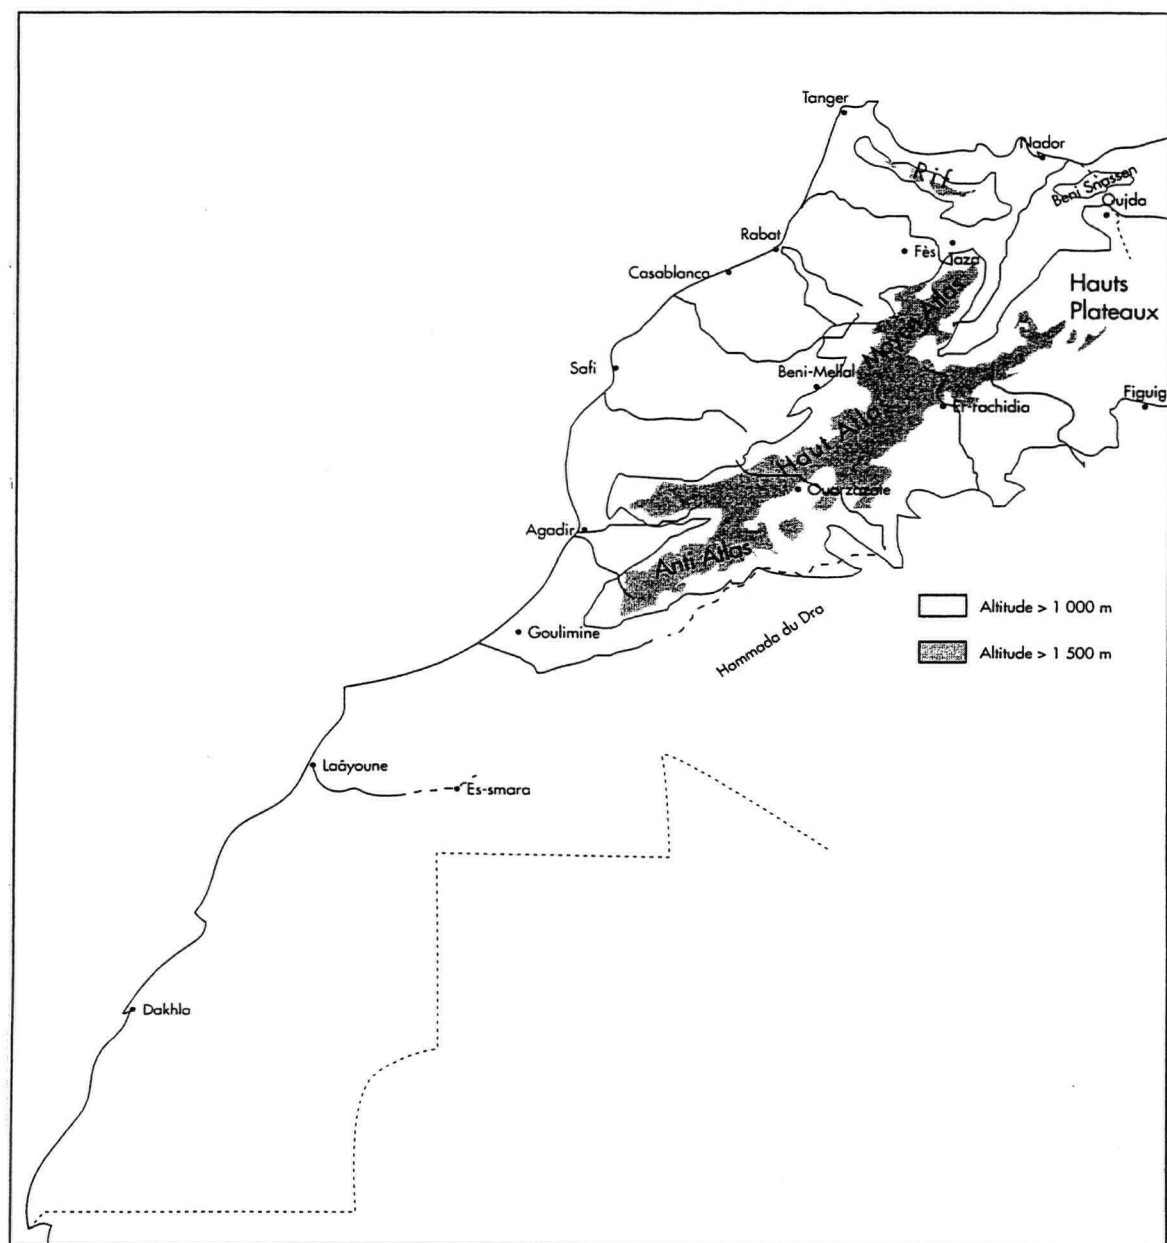 Tanger
Nador
Rif
Beni Snassen
Oujda
Rabat
Fès
Taza
Casablanca
Hauts
Plateaux
Moyen Atlas
Safi
Beni-Mellal
Er-rachidia
Figuig
Haut Atlas
Ouarzazate
Agadir
Anti Atlas
Altitude > 1 000 m
Goulimine
Hammada du Dra
Altitude > 1 500 m
Laâyoune
Es-smara
Dakhla